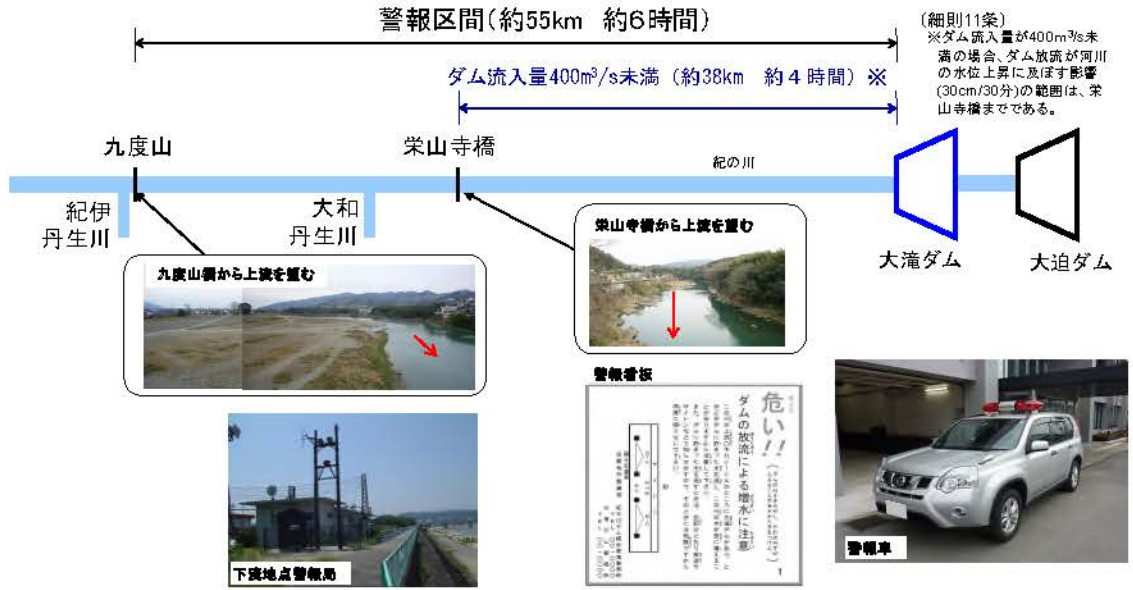 警報区間(約55km 約6時間)
ダム流入量400m³/s未満(約38km 約4時間)※
(細則11条)
※ダム流入量が400m³/s未
満の場合、ダム放流が河川
の水位上昇に及ぼす影響
(30cm/30分)の範囲は、栄
山寺橋までである。
九度山
栄山寺橋
紀の川
紀伊
丹生川
大和
丹生川
大滝ダム
大迫ダム
九度山橋から上流を望む
栄山寺橋から上流を望む
警報看板
危い!!
ダムの放流による増水に注意
1
下流地点警報局
警報車